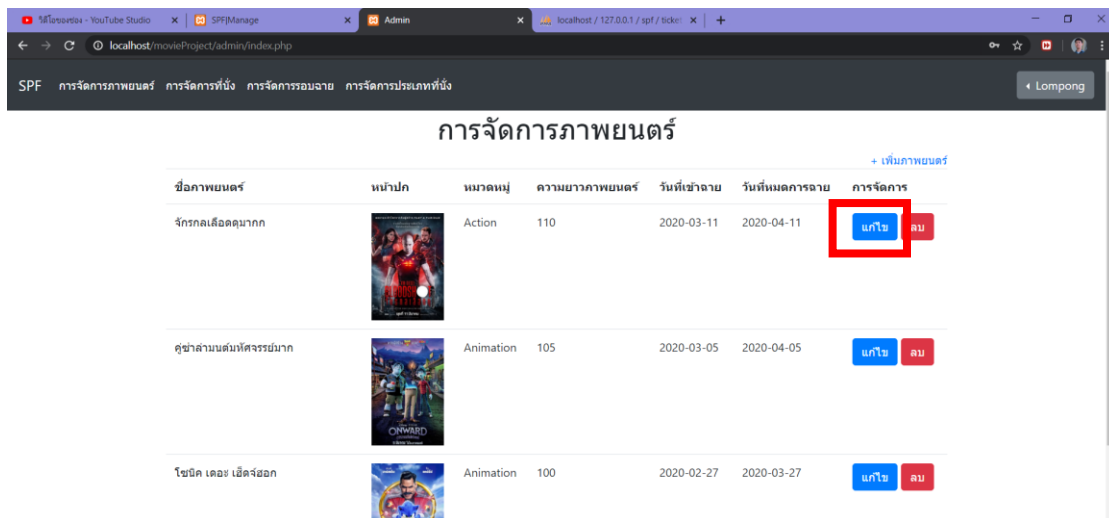 วิดีโอของช่อง - YouTube Studio SPF|Manage Admin localhost / 127.0.0.1 / spf / ticket
localhost/movieProject/admin/index.php
SPF การจัดการภาพยนตร์ การจัดการที่นั่ง การจัดการรอบฉาย การจัดการประเภทที่นั่ง Lompong
การจัดการภาพยนตร์
+ เพิ่มภาพยนตร์
ชื่อภาพยนตร์ หน้าปก หมวดหมู่ ความยาวภาพยนตร์ วันที่เข้าฉาย วันที่หมดการฉาย การจัดการ
จักรกลเลือดดุมากก Action 110 2020-03-11 2020-04-11 แก้ไข ลบ
คู่ซ่าล่ามนต์มหัศจรรย์มาก Animation 105 2020-03-05 2020-04-05 แก้ไข ลบ
ONWARD
โซนิค เดอะ เฮ็ดจ์ฮอก Animation 100 2020-02-27 2020-03-27 แก้ไข ลบ